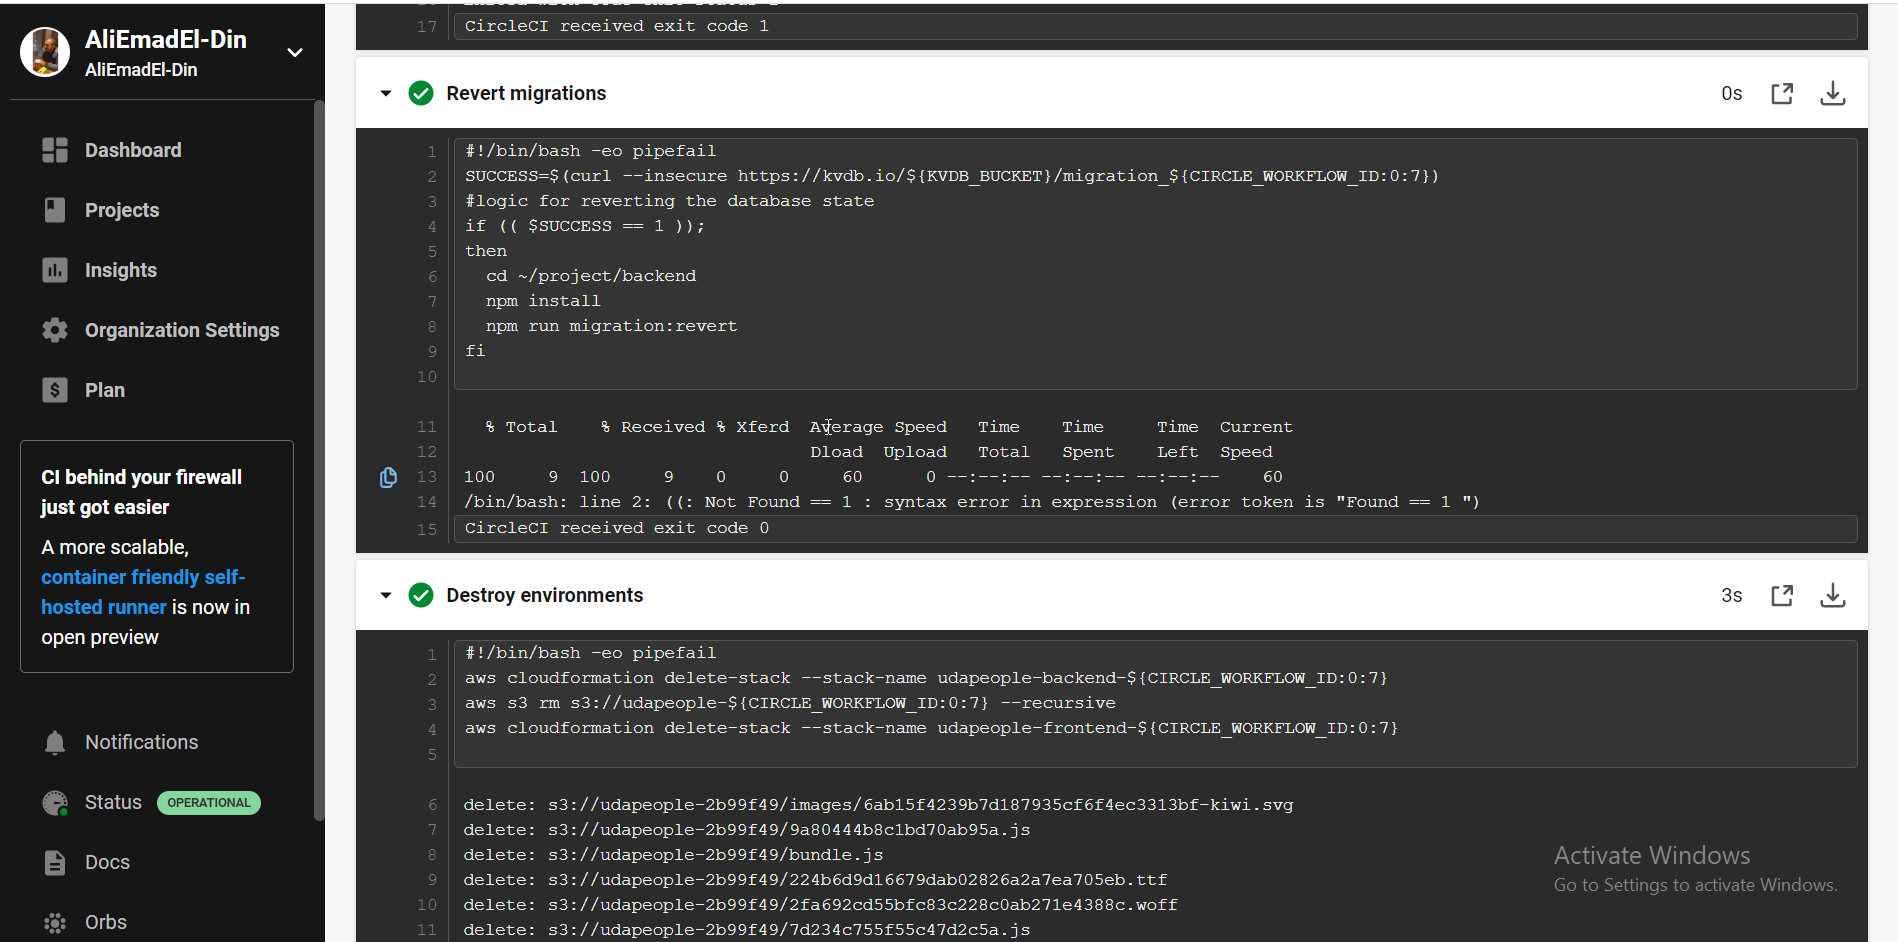 AliEmadEl-Din
AliEmadEl-Din
Dashboard
Projects
Insights
Organization Settings
Plan
CI behind your firewall
just got easier
A more scalable,
container friendly self-
hosted runner is now in
open preview
Notifications
Status OPERATIONAL
Docs
Orbs
17 CircleCI received exit code 1
Revert migrations 0s
1 #!/bin/bash -eo pipefail
2 SUCCESS=$(curl --insecure https://kvdb.io/${KVDB_BUCKET}/migration_${CIRCLE_WORKFLOW_ID:0:7})
3 #logic for reverting the database state
4 if (( $SUCCESS == 1 ));
5 then
6   cd ~/project/backend
7   npm install
8   npm run migration:revert
9 fi
10
11   % Total    % Received % Xferd  Average Speed   Time    Time     Time  Current
12                                  Dload  Upload   Total   Spent    Left  Speed
13 100     9  100     9    0     0     60      0 --:--:-- --:--:-- --:--:--    60
14 /bin/bash: line 2: ((: Not Found == 1 : syntax error in expression (error token is "Found == 1 ")
15 CircleCI received exit code 0
Destroy environments 3s
1 #!/bin/bash -eo pipefail
2 aws cloudformation delete-stack --stack-name udapeople-backend-${CIRCLE_WORKFLOW_ID:0:7}
3 aws s3 rm s3://udapeople-${CIRCLE_WORKFLOW_ID:0:7} --recursive
4 aws cloudformation delete-stack --stack-name udapeople-frontend-${CIRCLE_WORKFLOW_ID:0:7}
5
6 delete: s3://udapeople-2b99f49/images/6ab15f4239b7d187935cf6f4ec3313bf-kiwi.svg
7 delete: s3://udapeople-2b99f49/9a80444b8c1bd70ab95a.js
8 delete: s3://udapeople-2b99f49/bundle.js
9 delete: s3://udapeople-2b99f49/224b6d9d16679dab02826a2a7ea705eb.ttf
10 delete: s3://udapeople-2b99f49/2fa692cd55bfc83c228c0ab271e4388c.woff
11 delete: s3://udapeople-2b99f49/7d234c755f55c47d2c5a.js
Activate Windows
Go to Settings to activate Windows.